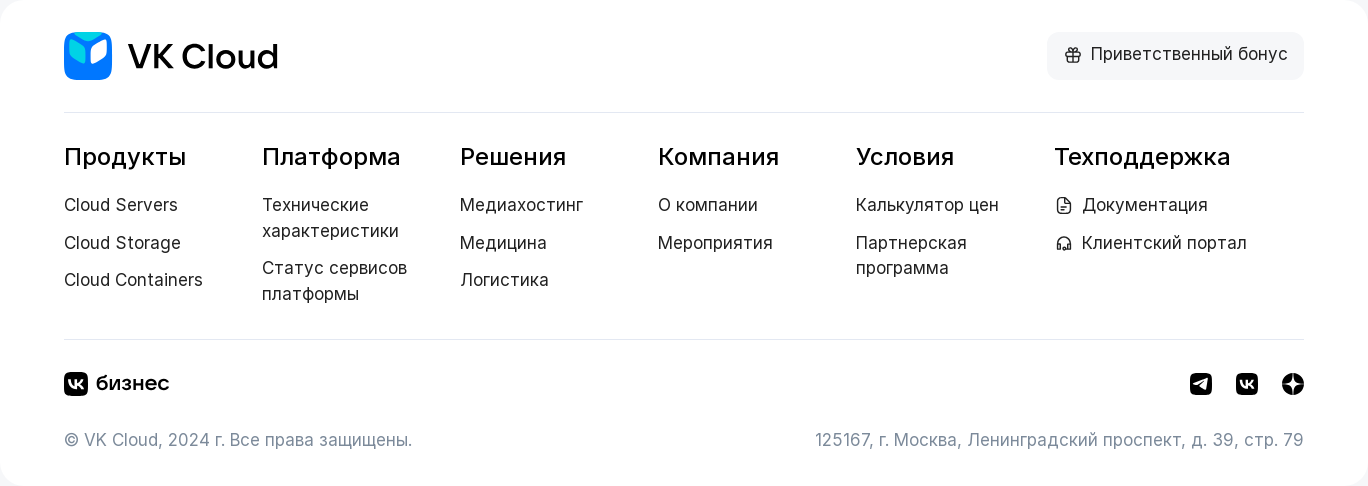 VK Cloud
Приветственный бонус
Продукты
Cloud Servers
Cloud Storage
Cloud Containers
Платформа
Технические
характеристики
Статус сервисов
платформы
Решения
Медиахостинг
Медицина
Логистика
Компания
О компании
Мероприятия
Условия
Калькулятор цен
Партнерская
программа
Техподдержка
Документация
Клиентский портал
VK бизнес
© VK Cloud, 2024 г. Все права защищены.
125167, г. Москва, Ленинградский проспект, д. 39, стр. 79